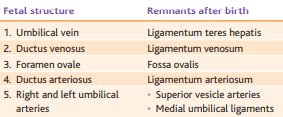 Fetal structure Remnants after birth
1. Umbilical vein Ligamentum teres hepatis
2. Ductus venosus Ligamentum venosum
3. Foramen ovale Fossa ovalis
4. Ductus arteriosus Ligamentum arteriosum
5. Right and left umbilical • Superior vesicle arteries
arteries • Medial umbilical ligaments